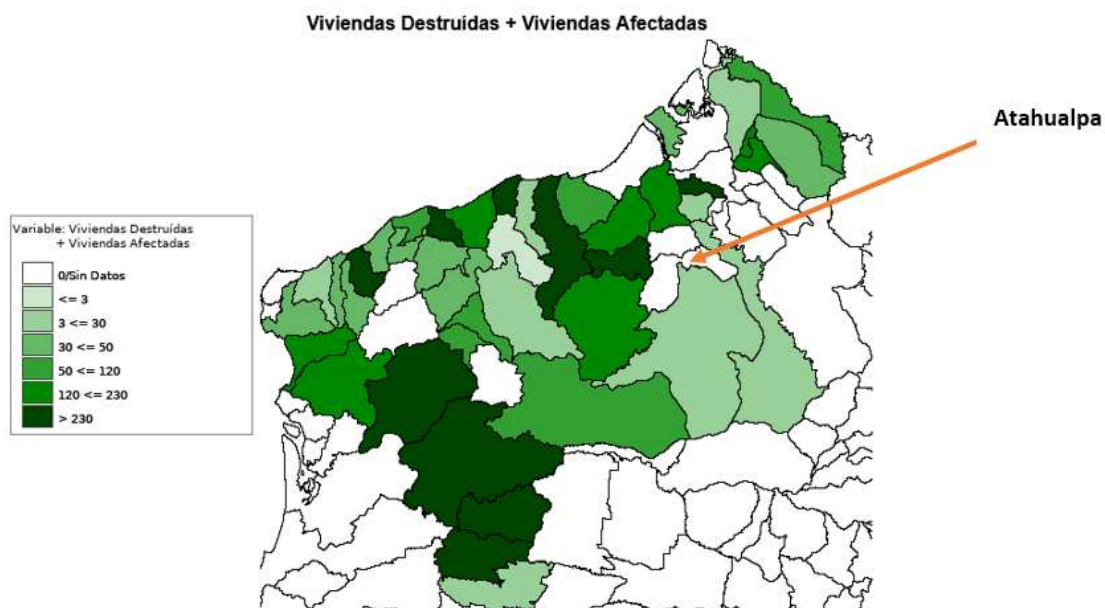 Viviendas Destruídas + Viviendas Afectadas
Atahualpa
Variable: Viviendas Destruídas
+ Viviendas Afectadas
0/Sin Datos
<= 3
3 <= 30
30 <= 50
50 <= 120
120 <= 230
> 230